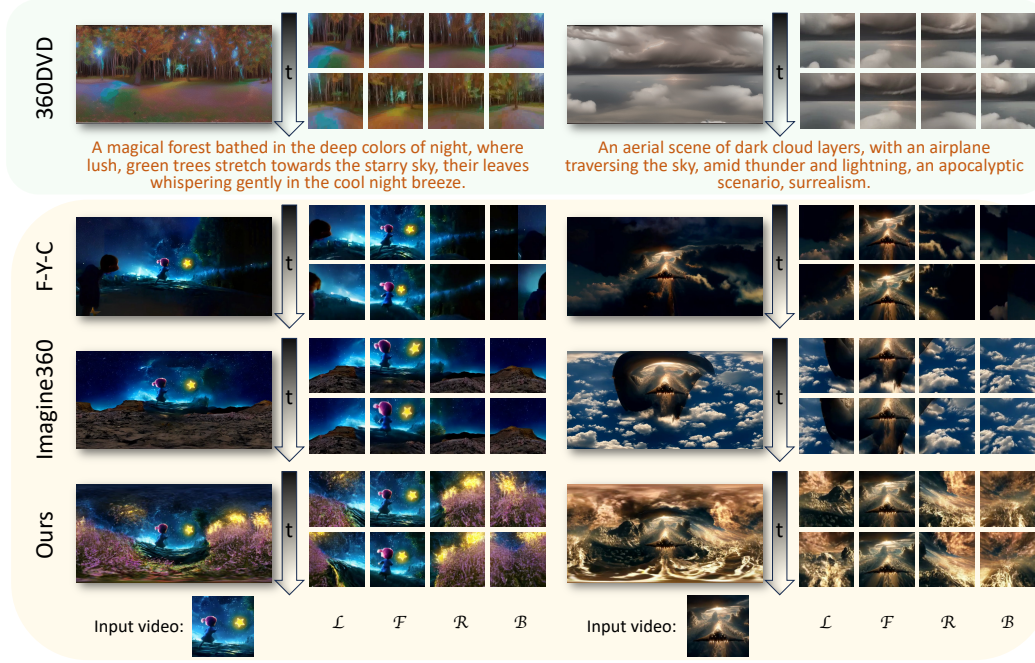 360DVD
t
t
A magical forest bathed in the deep colors of night, where
lush, green trees stretch towards the starry sky, their leaves
whispering gently in the cool night breeze.
An aerial scene of dark cloud layers, with an airplane
traversing the sky, amid thunder and lightning, an apocalyptic
scenario, surrealism.
F-Y-C
t
t
Imagine360
t
t
Ours
t
t
Input video:
ℒ ℱ ℛ ℬ
Input video:
ℒ ℱ ℛ ℬ